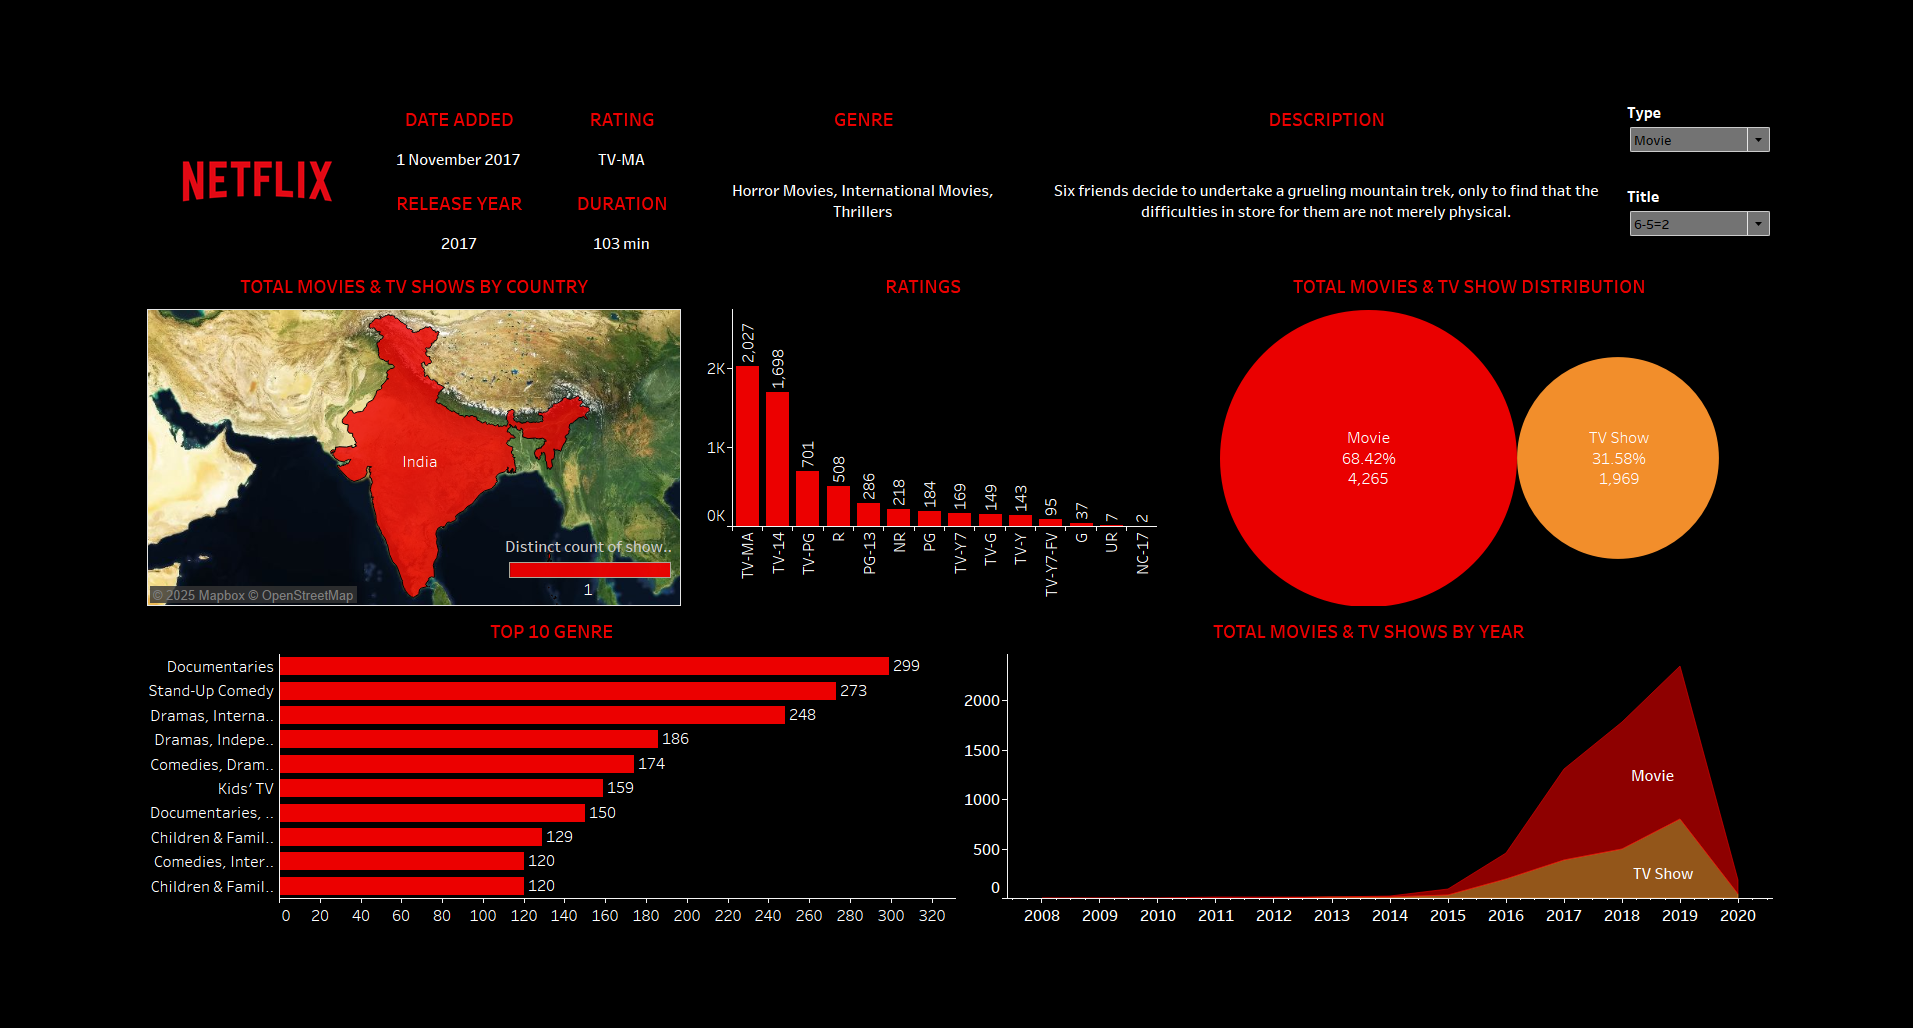 NETFLIX
DATE ADDED
1 November 2017
RATING
TV-MA
RELEASE YEAR
2017
DURATION
103 min
GENRE
Horror Movies, International Movies,
Thrillers
DESCRIPTION
Six friends decide to undertake a grueling mountain trek, only to find that the
difficulties in store for them are not merely physical.
Type
Movie
Title
6-5=2
TOTAL MOVIES & TV SHOWS BY COUNTRY
India
Distinct count of show..
1
© 2025 Mapbox © OpenStreetMap
RATINGS
2K
1K
0K
2,027
1,698
701
508
286
218
184
169
149
143
95
37
7
2
TV-MA
TV-14
TV-PG
R
PG-13
NR
PG
TV-Y7
TV-G
TV-Y
TV-Y7-FV
G
UR
NC-17
TOTAL MOVIES & TV SHOW DISTRIBUTION
Movie
68.42%
4,265
TV Show
31.58%
1,969
TOP 10 GENRE
Documentaries 299
Stand-Up Comedy 273
Dramas, Interna.. 248
Dramas, Indepe.. 186
Comedies, Dram.. 174
Kids' TV 159
Documentaries, .. 150
Children & Famil.. 129
Comedies, Inter.. 120
Children & Famil.. 120
0 20 40 60 80 100 120 140 160 180 200 220 240 260 280 300 320
TOTAL MOVIES & TV SHOWS BY YEAR
2000
1500
1000
500
0
Movie
TV Show
2008 2009 2010 2011 2012 2013 2014 2015 2016 2017 2018 2019 2020